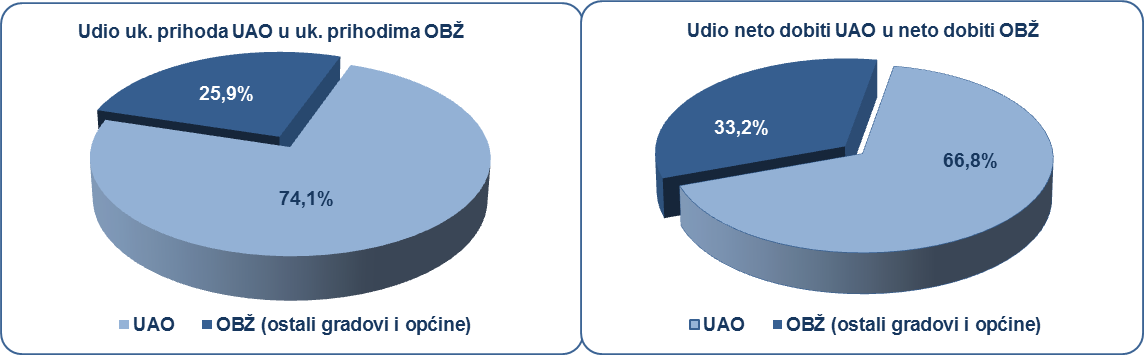 Udio uk. prihoda UAO u uk. prihodima OBŽ
25,9%
74,1%
UAO
OBŽ (ostali gradovi i općine)
Udio neto dobiti UAO u neto dobiti OBŽ
33,2%
66,8%
UAO
OBŽ (ostali gradovi i općine)